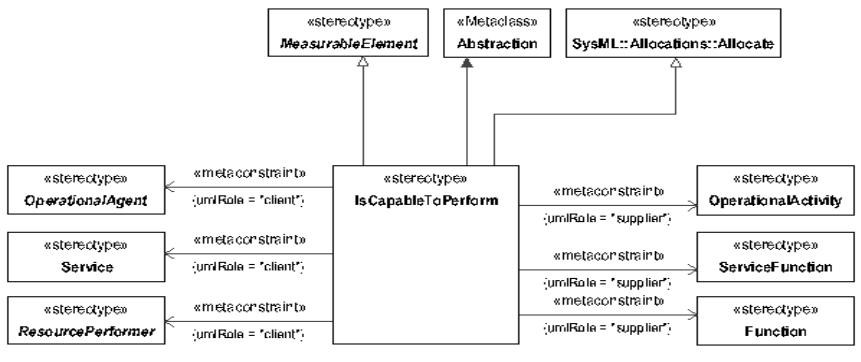 «stereotype»
MeasurableElement
«Metaclass»
Abstraction
«stereotype»
SysML::Allocations::Allocate
«stereotype»
OperationalAgent
«metaconstraint»
{umlRole = "client"}
«stereotype»
IsCapableToPerform
«metaconstraint»
{umlRole = "supplier"}
«stereotype»
OperationalActivity
«stereotype»
Service
«metaconstraint»
{umlRole = "client"}
«metaconstraint»
{umlRole = "supplier"}
«stereotype»
ServiceFunction
«stereotype»
ResourcePerformer
«metaconstraint»
{umlRole = "client"}
«metaconstraint»
{umlRole = "supplier"}
«stereotype»
Function